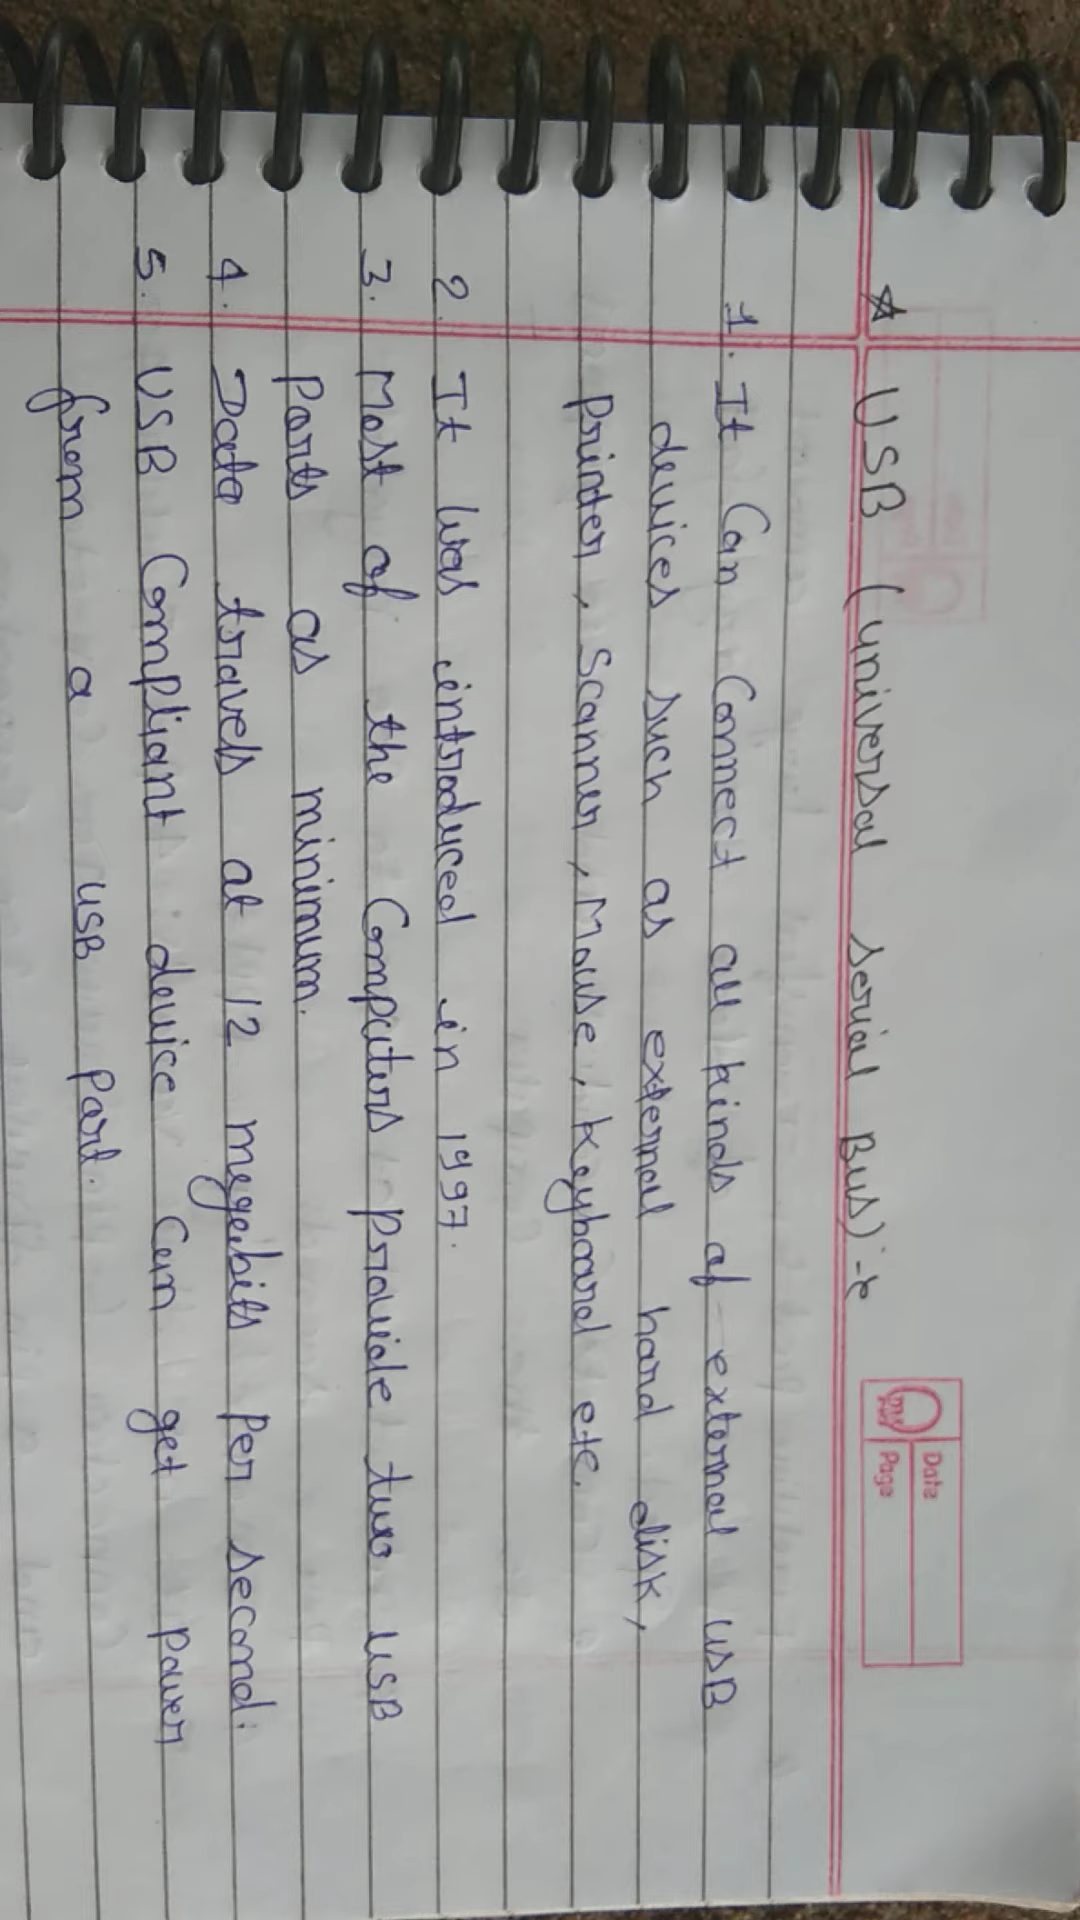 Date
Page
☆ USB (universal serial Bus):-
1. It Can Connect all kinds of external USB
devices such as external hard disk,
Printer, Scanner, Mouse, Keyboard etc.
2. It was introduced in 1997.
3. Most of the Computers Provide two USB
Ports as minimum.
4. Data travels at 12 megabits Per second.
5. USB Compliant device Can get Power
from a USB Port.